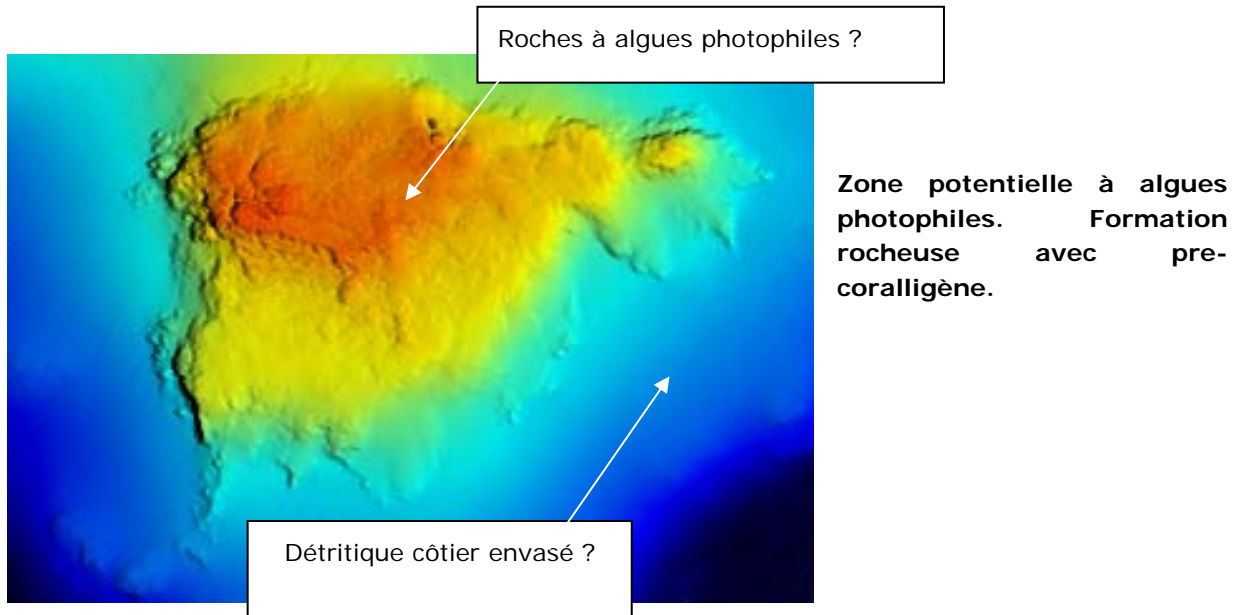 Roches à algues photophiles ?
Zone potentielle à algues
photophiles. Formation
rocheuse avec pre-
coralligène.
Détritique côtier envasé ?